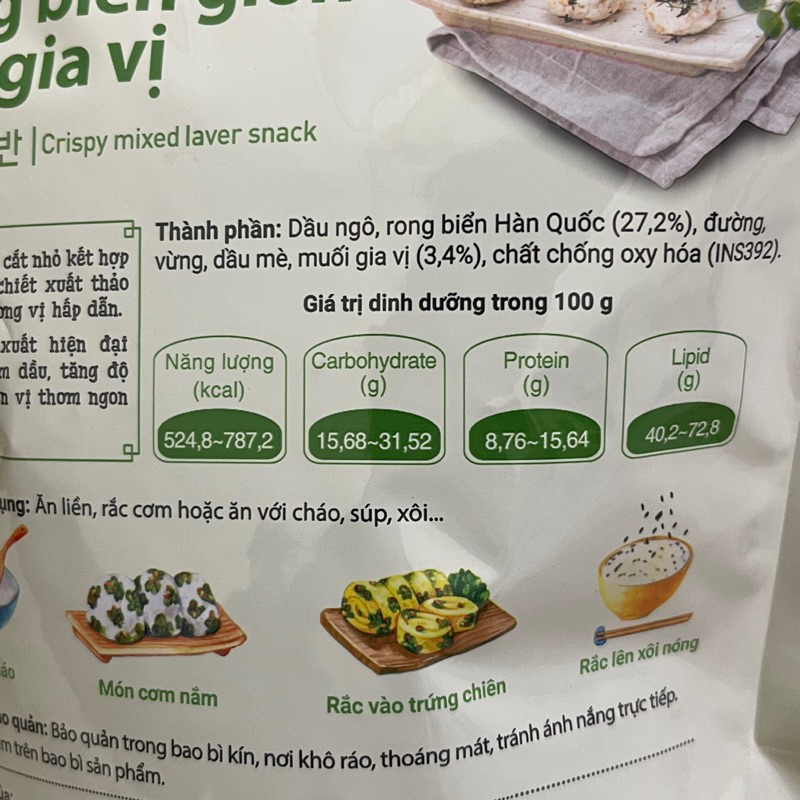 gia vị
반 | Crispy mixed laver snack
Thành phần: Dầu ngô, rong biển Hàn Quốc (27,2%), đường,
vừng, dầu mè, muối gia vị (3,4%), chất chống oxy hóa (INS392).
cắt nhỏ kết hợp
chiết xuất thảo
vị hấp dẫn.
xuất hiện đại
dầu, tăng độ
vị thơm ngon
Giá trị dinh dưỡng trong 100 g
Năng lượng
(kcal)
524,8~787,2
Carbohydrate
(g)
15,68~31,52
Protein
(g)
8,76~15,64
Lipid
(g)
40,2~72,8
Ăn liền, rắc cơm hoặc ăn với cháo, súp, xôi...
Món cơm nắm
Rắc vào trứng chiên
Rắc lên xôi nóng
quản: Bảo quản trong bao bì kín, nơi khô ráo, thoáng mát, tránh ánh nắng trực tiếp.
trên bao bì sản phẩm.